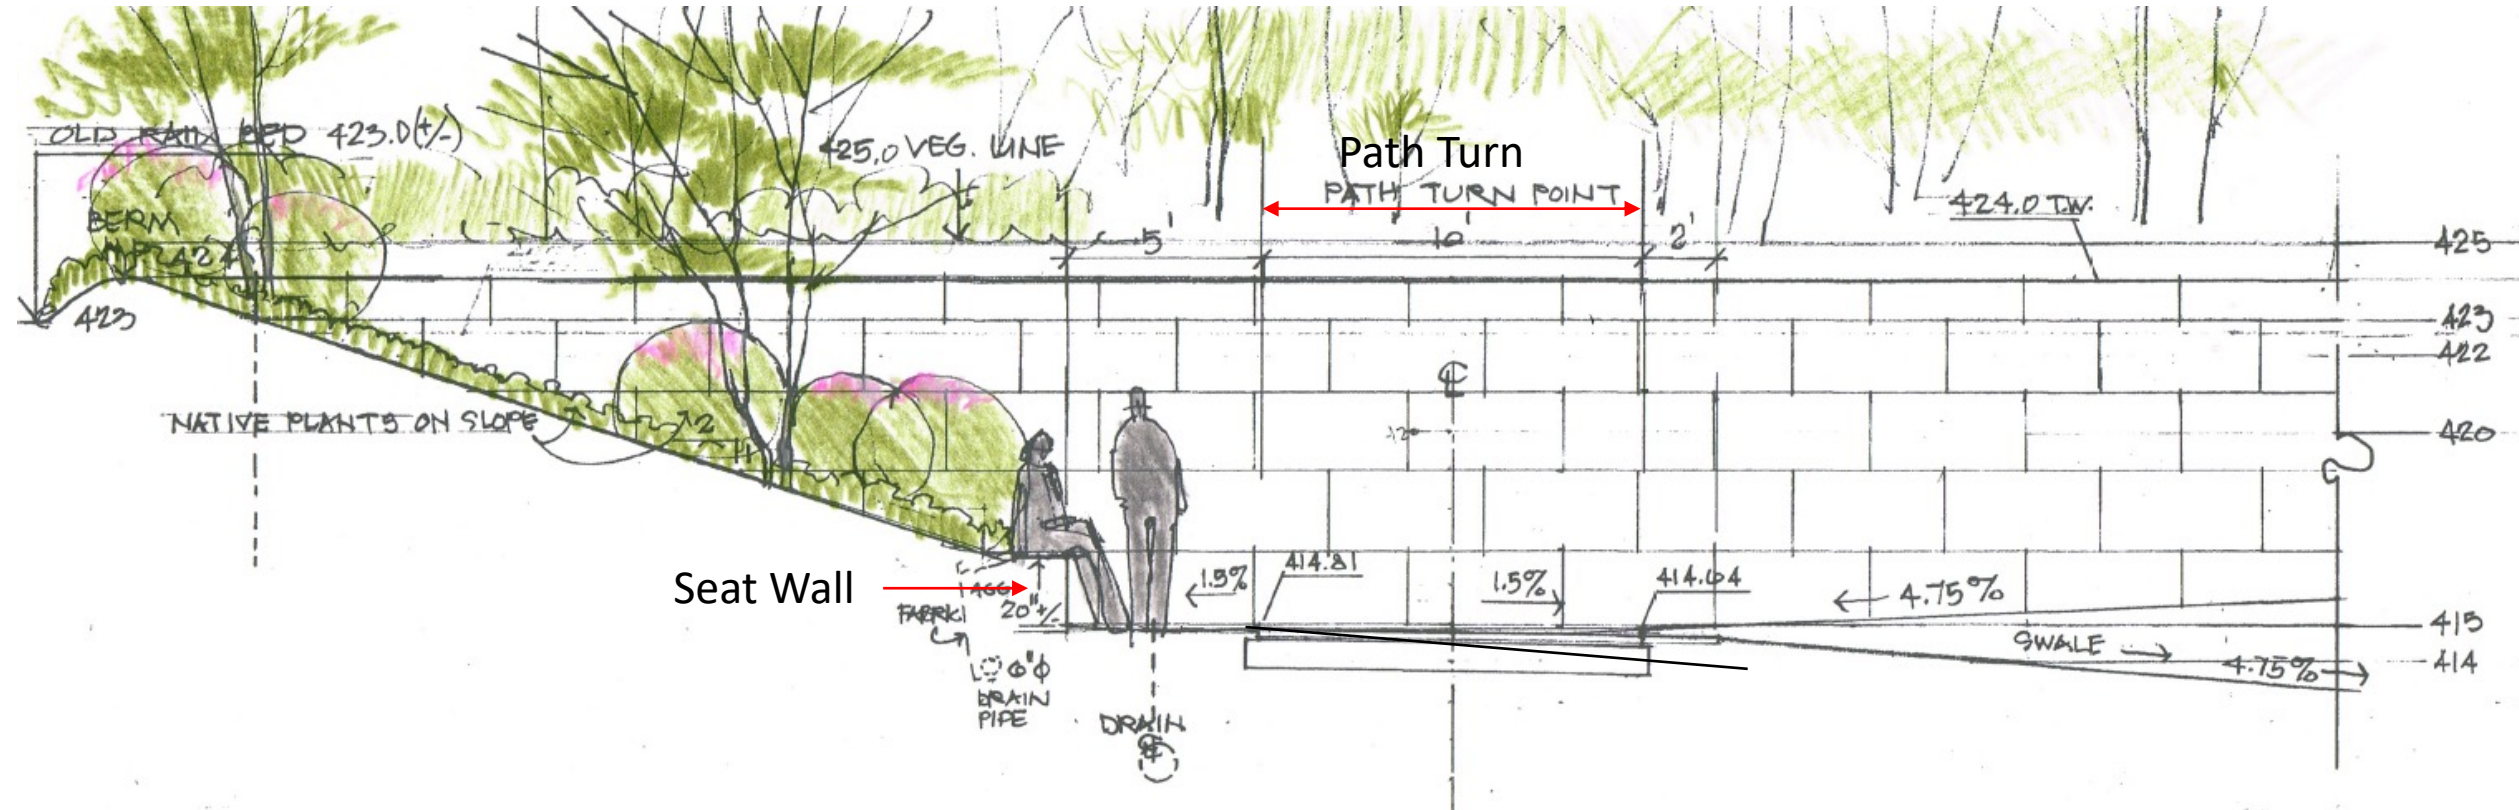 OLD RAIL BED 423.0(+/-)
425.0 VEG. LINE
Path Turn
PATH TURN POINT
424.0 T.W.
BERM
424
423
5'
10'
2'
425
423
422
420
415
414
NATIVE PLANTS ON SLOPE
2
℄
Seat Wall
20"+/-
6"ϕ
DRAIN
PIPE
DRAIN
1.5%
414.81
1.5%
414.64
4.75%
SWALE
4.75%